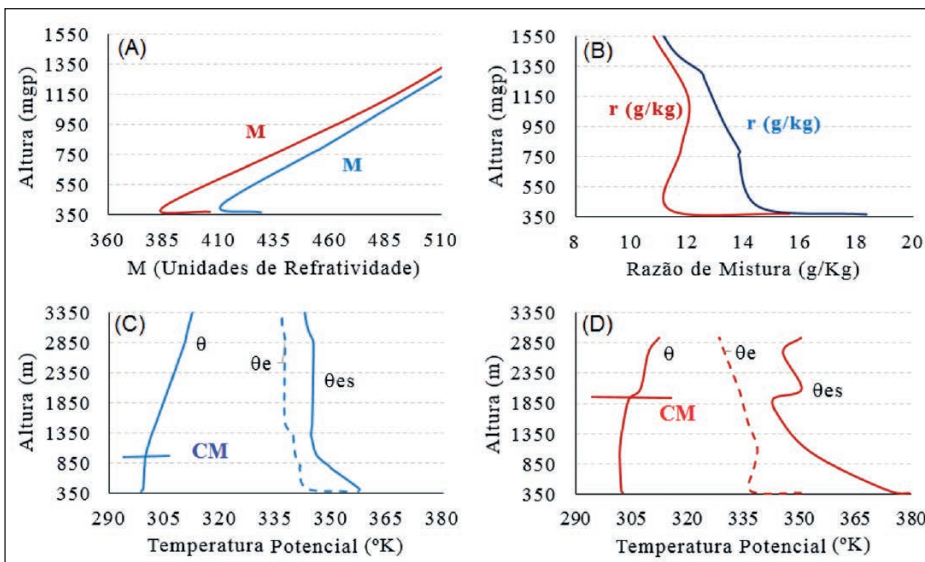 (A)
Altura (mgp)
1550
1350
1150
950
750
550
350
M
M
360 385 410 435 460 485 510
M (Unidades de Refratividade)
(B)
Altura (mgp)
1550
1350
950
750
550
350
r (g/kg)
r (g/kg)
8 10 12 14 16 18 20
Razão de Mistura (g/Kg)
(C)
Altura (m)
3350
2850
2350
1850
1350
850
350
θ
θe
θes
CM
290 305 320 335 350 365 380
Temperatura Potencial (ºK)
(D)
Altura (m)
3350
2850
2350
1850
1350
850
350
θ
θe
θes
CM
290 305 320 335 350 365 380
Temperatura Potencial (ºK)